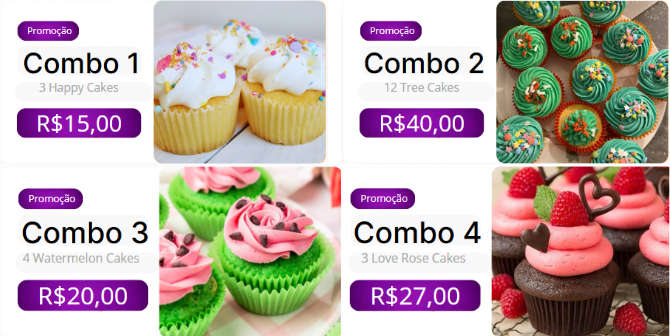 Promoção
Combo 1
3 Happy Cakes
R$15,00
Promoção
Combo 2
12 Tree Cakes
R$40,00
Promoção
Combo 3
4 Watermelon Cakes
R$20,00
Promoção
Combo 4
3 Love Rose Cakes
R$27,00